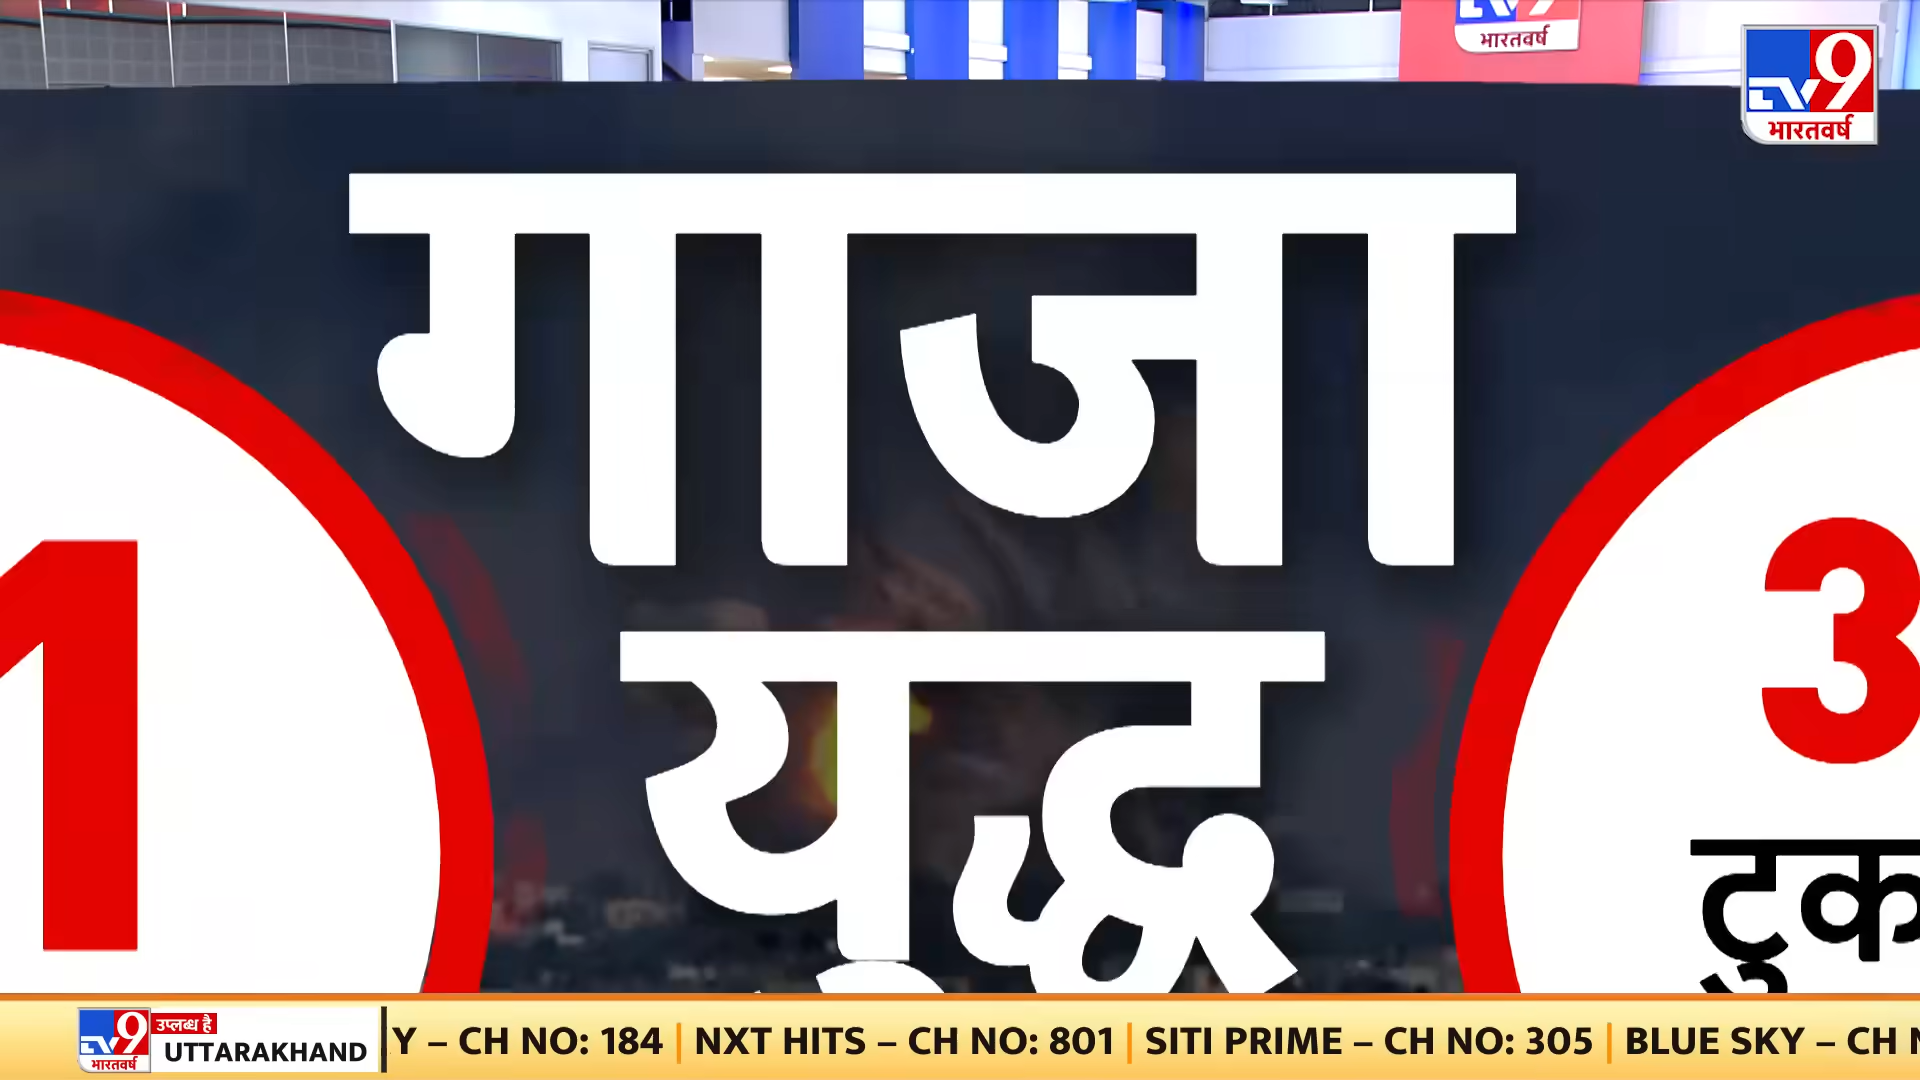 TV9
भारतवर्ष
TV9
भारतवर्ष
गाजा
युद्ध
1
3
TV9
भारतवर्ष
उपलब्ध है
UTTARAKHAND
Y – CH NO: 184 | NXT HITS – CH NO: 801 | SITI PRIME – CH NO: 305 | BLUE SKY – CH